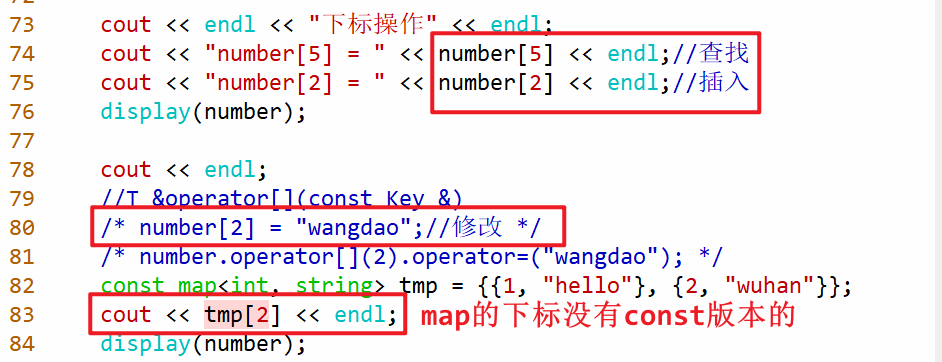 73 cout << endl << "下标操作" << endl;
74 cout << "number[5] = " << number[5] << endl;//查找
75 cout << "number[2] = "  << number[2] << endl;//插入
76 display(number);
77
78 cout << endl;
79 //T &operator[](const Key &)
80 /* number[2] = "wangdao";//修改 */
81 /* number.operator[](2).operator=("wangdao"); */
82 const map<int, string> tmp = {{1, "hello"}, {2, "wuhan"}};
83 cout << tmp[2] << endl; map的下标没有const版本的
84 display(number);